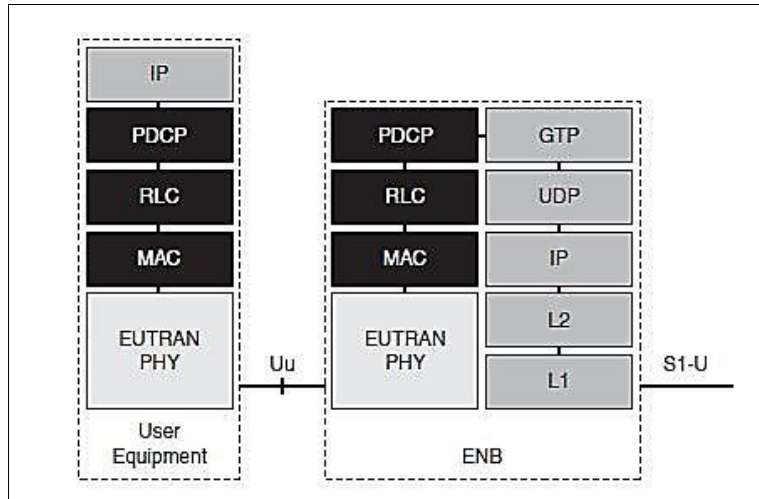 IP
PDCP
RLC
MAC
EUTRAN
PHY
User
Equipment
Uu
PDCP
RLC
MAC
EUTRAN
PHY
GTP
UDP
IP
L2
L1
ENB
S1-U